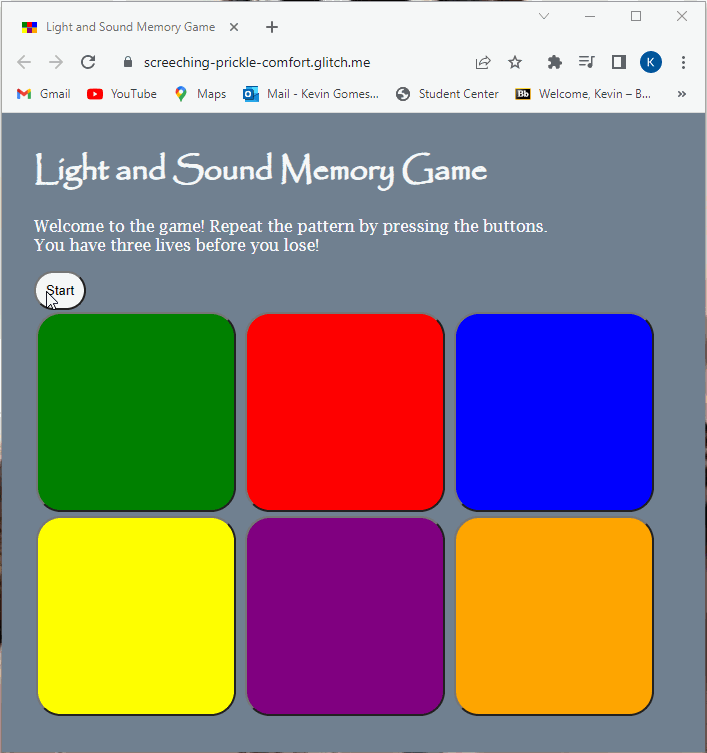 Light and Sound Memory Game
screeching-prickle-comfort.glitch.me
K
Gmail YouTube Maps Mail - Kevin Gomes... Student Center Bb Welcome, Kevin – B... »
Light and Sound Memory Game
Welcome to the game! Repeat the pattern by pressing the buttons.
You have three lives before you lose!
Start